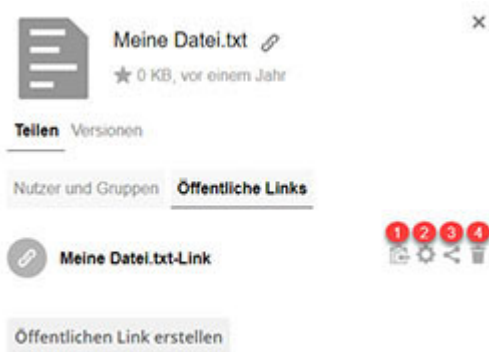 Meine Datei.txt
0 KB, vor einem Jahr
Teilen Versionen
Nutzer und Gruppen Öffentliche Links
1 2 3 4
Meine Datei.txt-Link
Öffentlichen Link erstellen